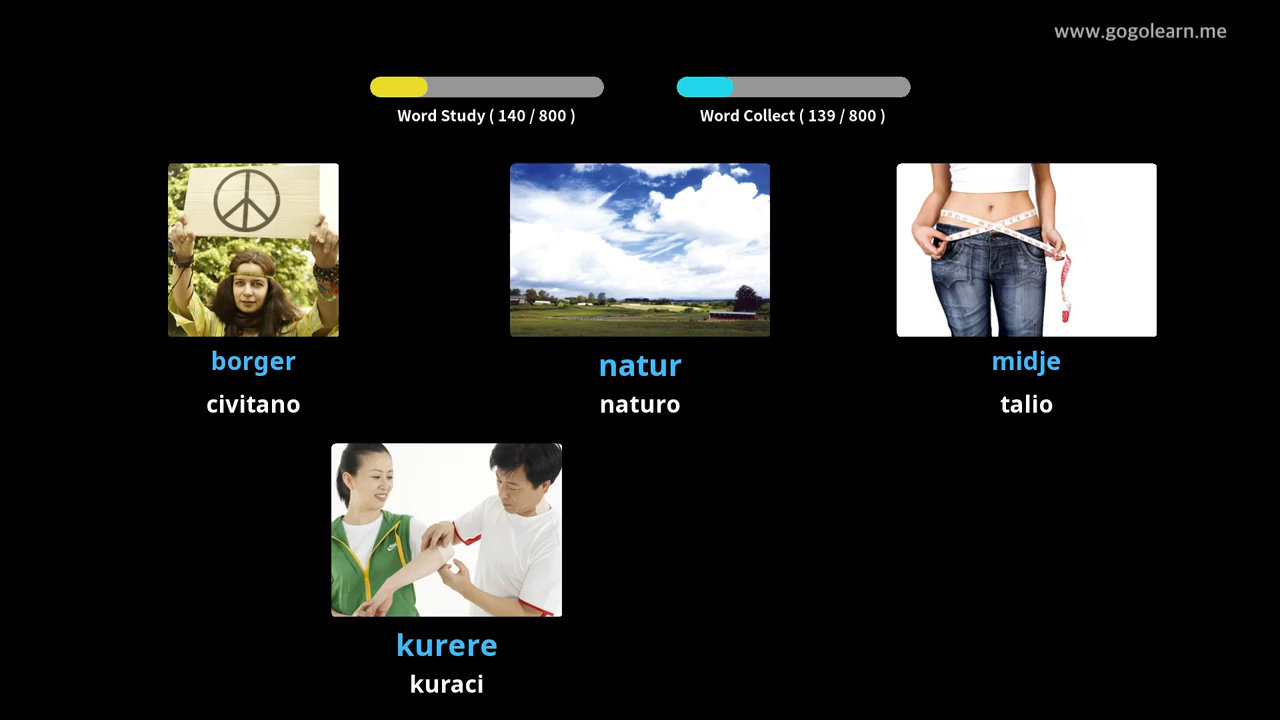 www.gogolearn.me
Word Study ( 140 / 800 )
Word Collect ( 139 / 800 )
borger
natur
midje
civitano
naturo
talio
kurere
kuraci